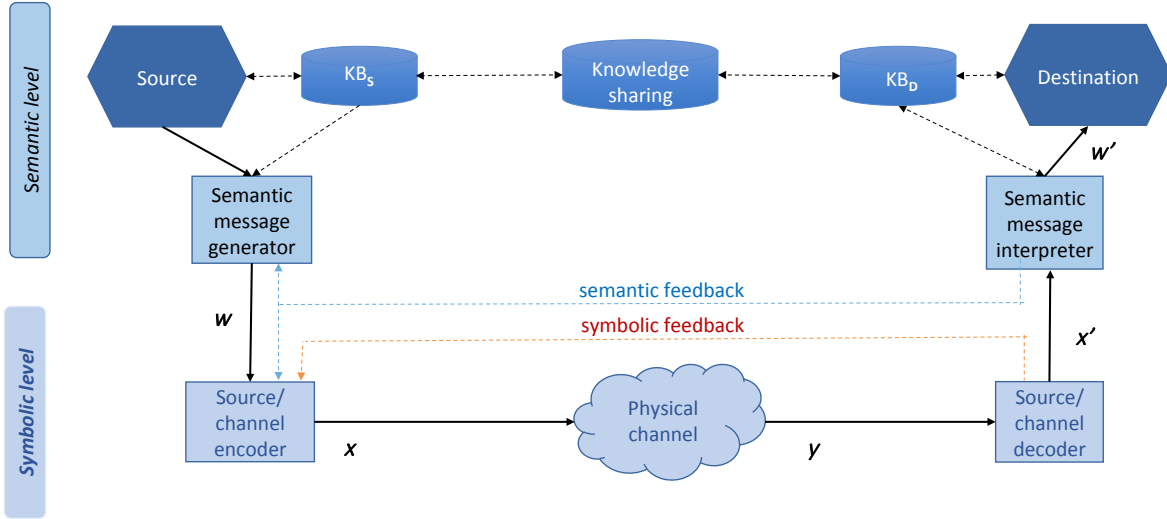 Semantic level
Source
KBS
Knowledge
sharing
KBD
Destination
w'
Semantic
message
generator
Semantic
message
interpreter
semantic feedback
w
symbolic feedback
x'
Symbolic level
Source/
channel
encoder
x
Physical
channel
y
Source/
channel
decoder